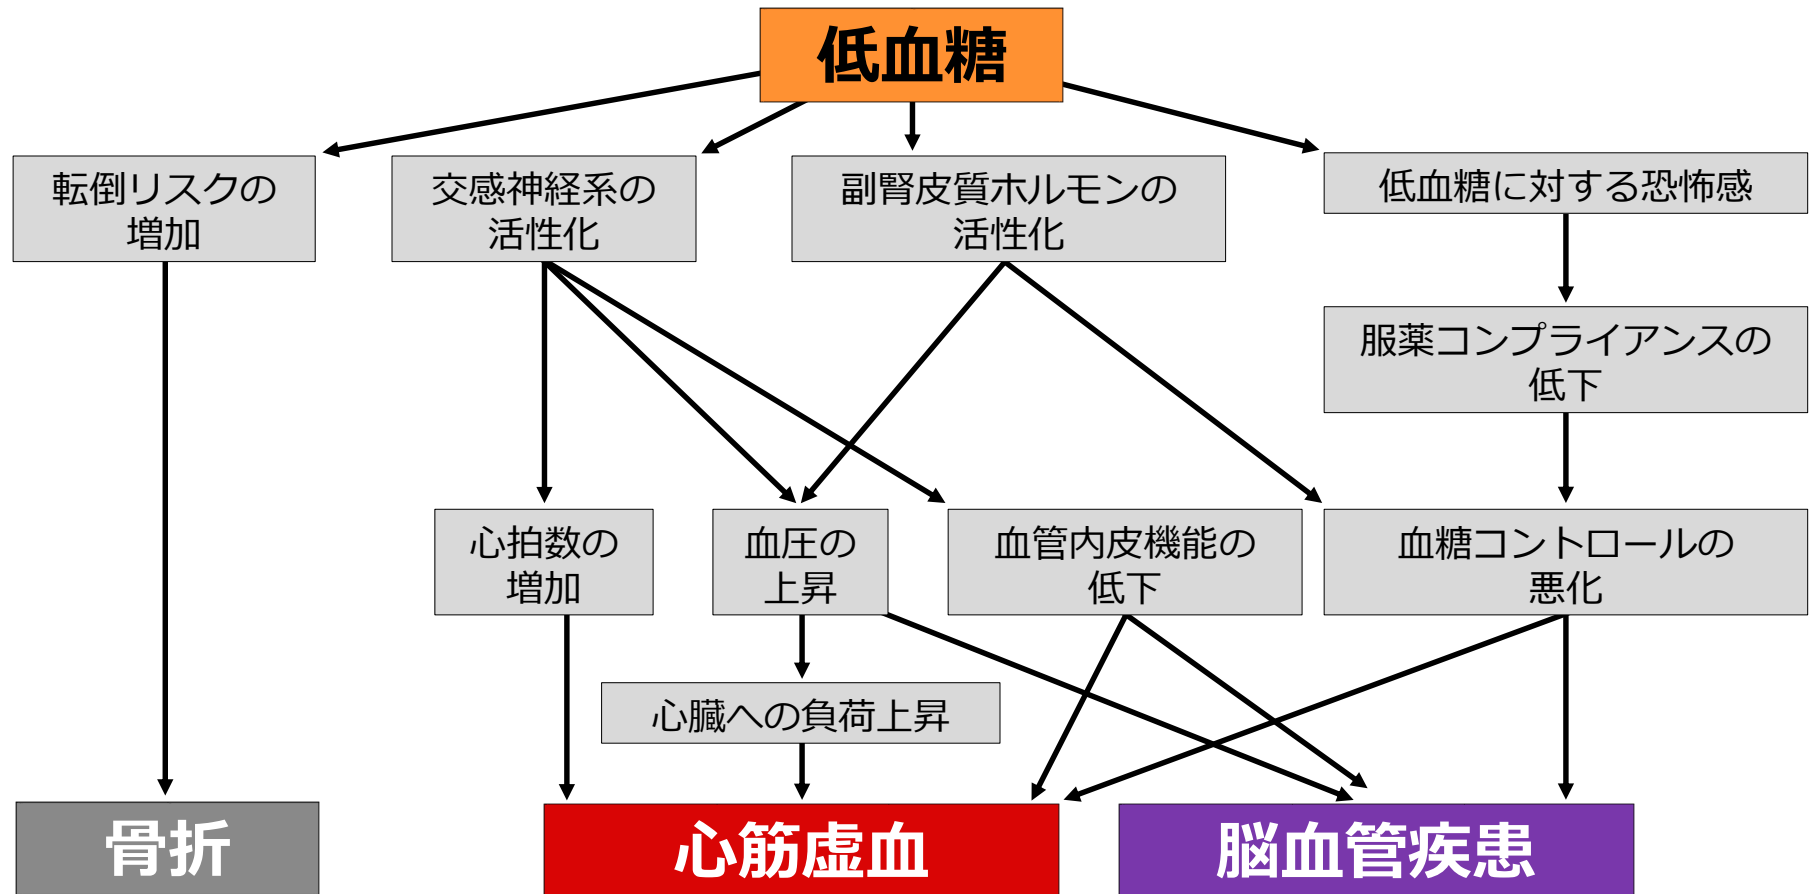 低血糖
転倒リスクの
増加
交感神経系の
活性化
副腎皮質ホルモンの
活性化
低血糖に対する恐怖感
服薬コンプライアンスの
低下
心拍数の
増加
血圧の
上昇
血管内皮機能の
低下
血糖コントロールの
悪化
心臓への負荷上昇
骨折
心筋虚血
脳血管疾患